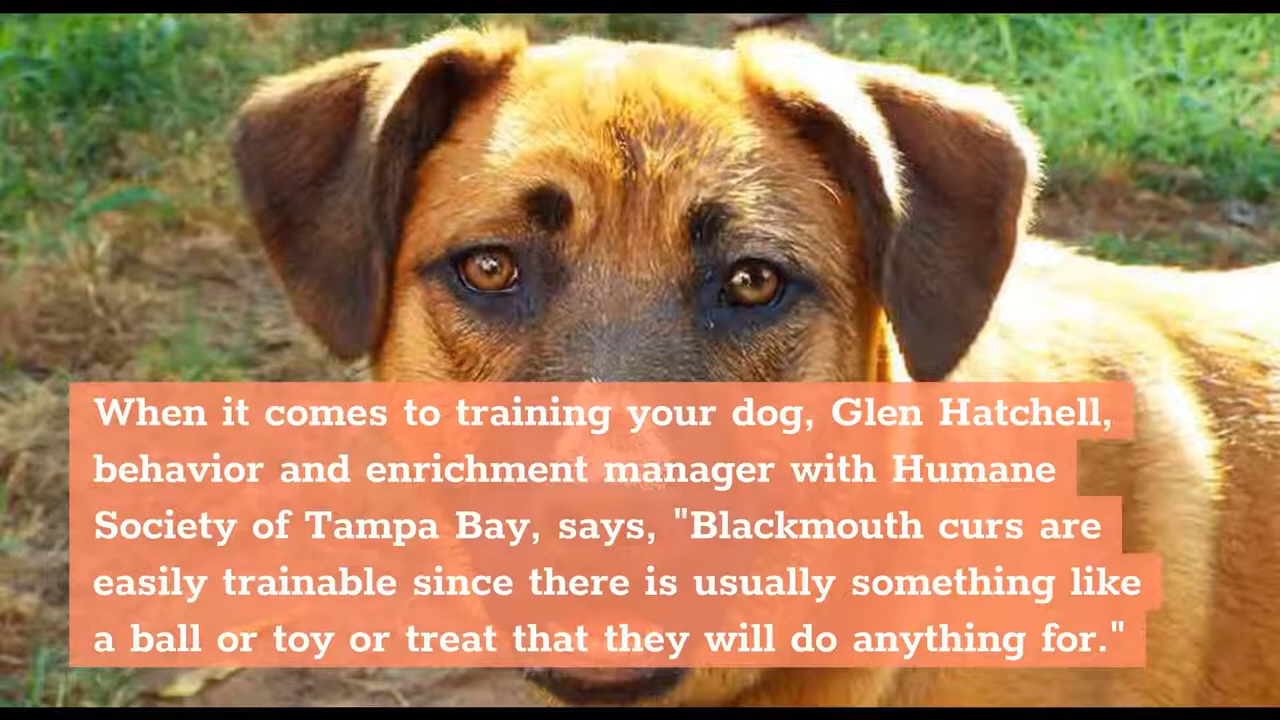 When it comes to training your dog, Glen Hatchell,
behavior and enrichment manager with Humane
Society of Tampa Bay, says, "Blackmouth curs are
easily trainable since there is usually something like
a ball or toy or treat that they will do anything for."